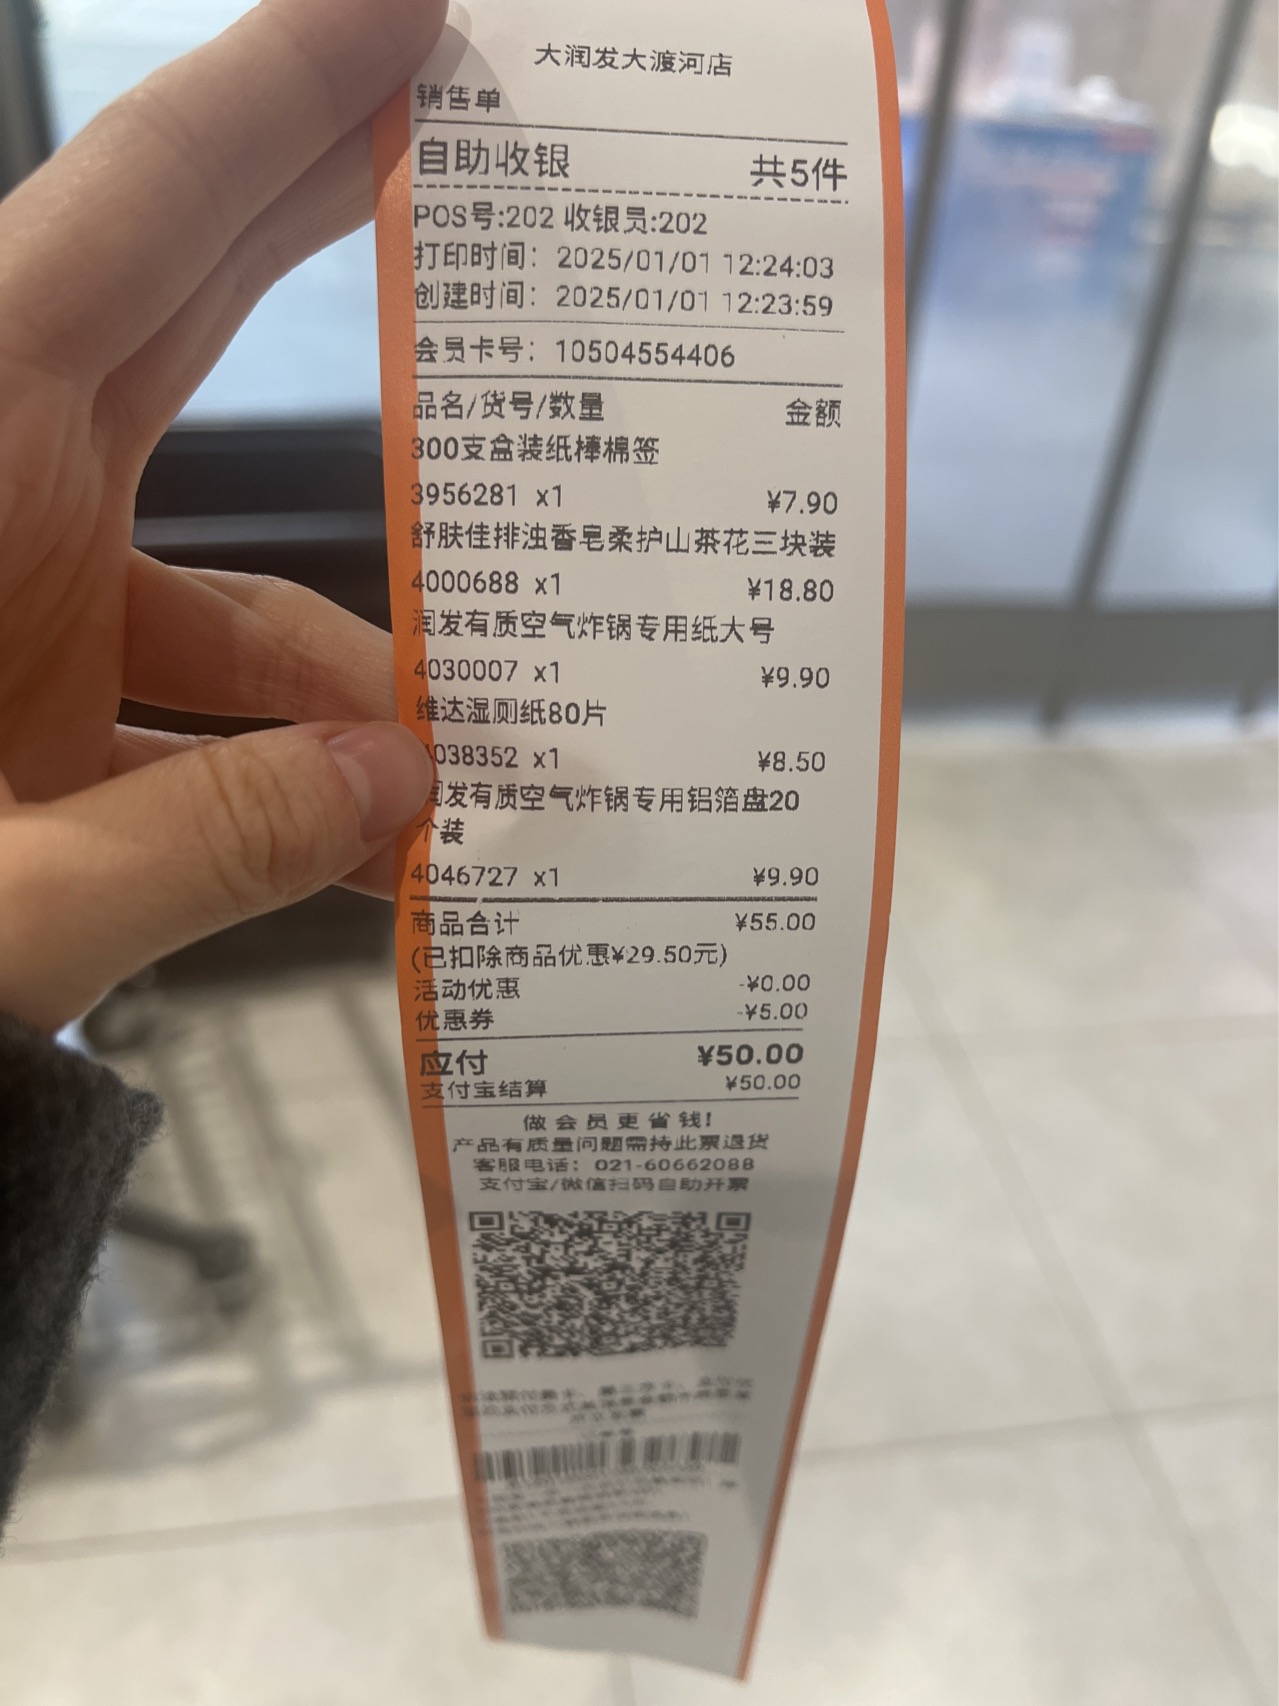 大润发大渡河店
销售单
自助收银 共5件
POS号:202 收银员:202
打印时间：2025/01/01 12:24:03
创建时间：2025/01/01 12:23:59
会员卡号：10504554406
品名/货号/数量 金额
300支盒装纸棒棉签
3956281 x1 ¥7.90
舒肤佳排浊香皂柔护山茶花三块装
4000688 x1 ¥18.80
润发有质空气炸锅专用纸大号
4030007 x1 ¥9.90
维达湿厕纸80片
4038352 x1 ¥8.50
润发有质空气炸锅专用铝箔盘20
个装
4046727 x1 ¥9.90
商品合计 ¥55.00
(已扣除商品优惠¥29.50元)
活动优惠 -¥0.00
优惠券 -¥5.00
应付 ¥50.00
支付宝结算 ¥50.00
做会员更省钱!
产品有质量问题需持此票退货
客服电话：021-60662088
支付宝/微信扫码自助开票